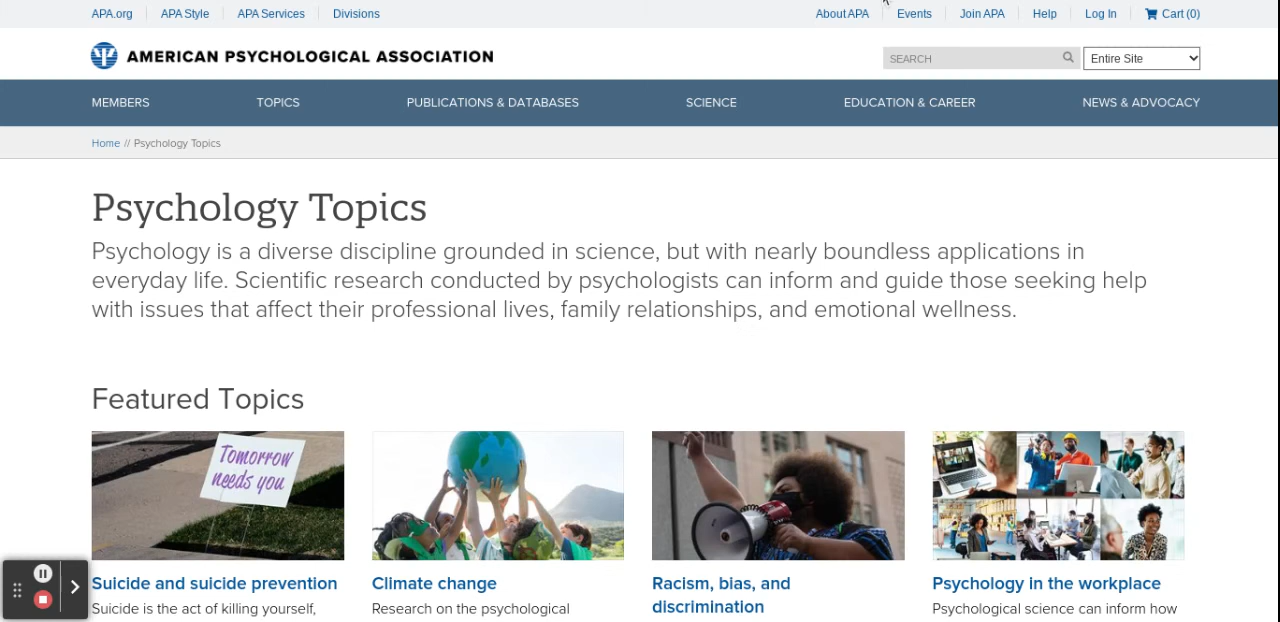 APA.org APA Style APA Services Divisions About APA Events Join APA Help Log In Cart (0)
AMERICAN PSYCHOLOGICAL ASSOCIATION SEARCH Entire Site
MEMBERS TOPICS PUBLICATIONS & DATABASES SCIENCE EDUCATION & CAREER NEWS & ADVOCACY
Home // Psychology Topics
Psychology Topics
Psychology is a diverse discipline grounded in science, but with nearly boundless applications in
everyday life. Scientific research conducted by psychologists can inform and guide those seeking help
with issues that affect their professional lives, family relationships, and emotional wellness.
Featured Topics
Tomorrow
needs you
Suicide and suicide prevention
Suicide is the act of killing yourself,
Climate change
Research on the psychological
Racism, bias, and
discrimination
Psychology in the workplace
Psychological science can inform how